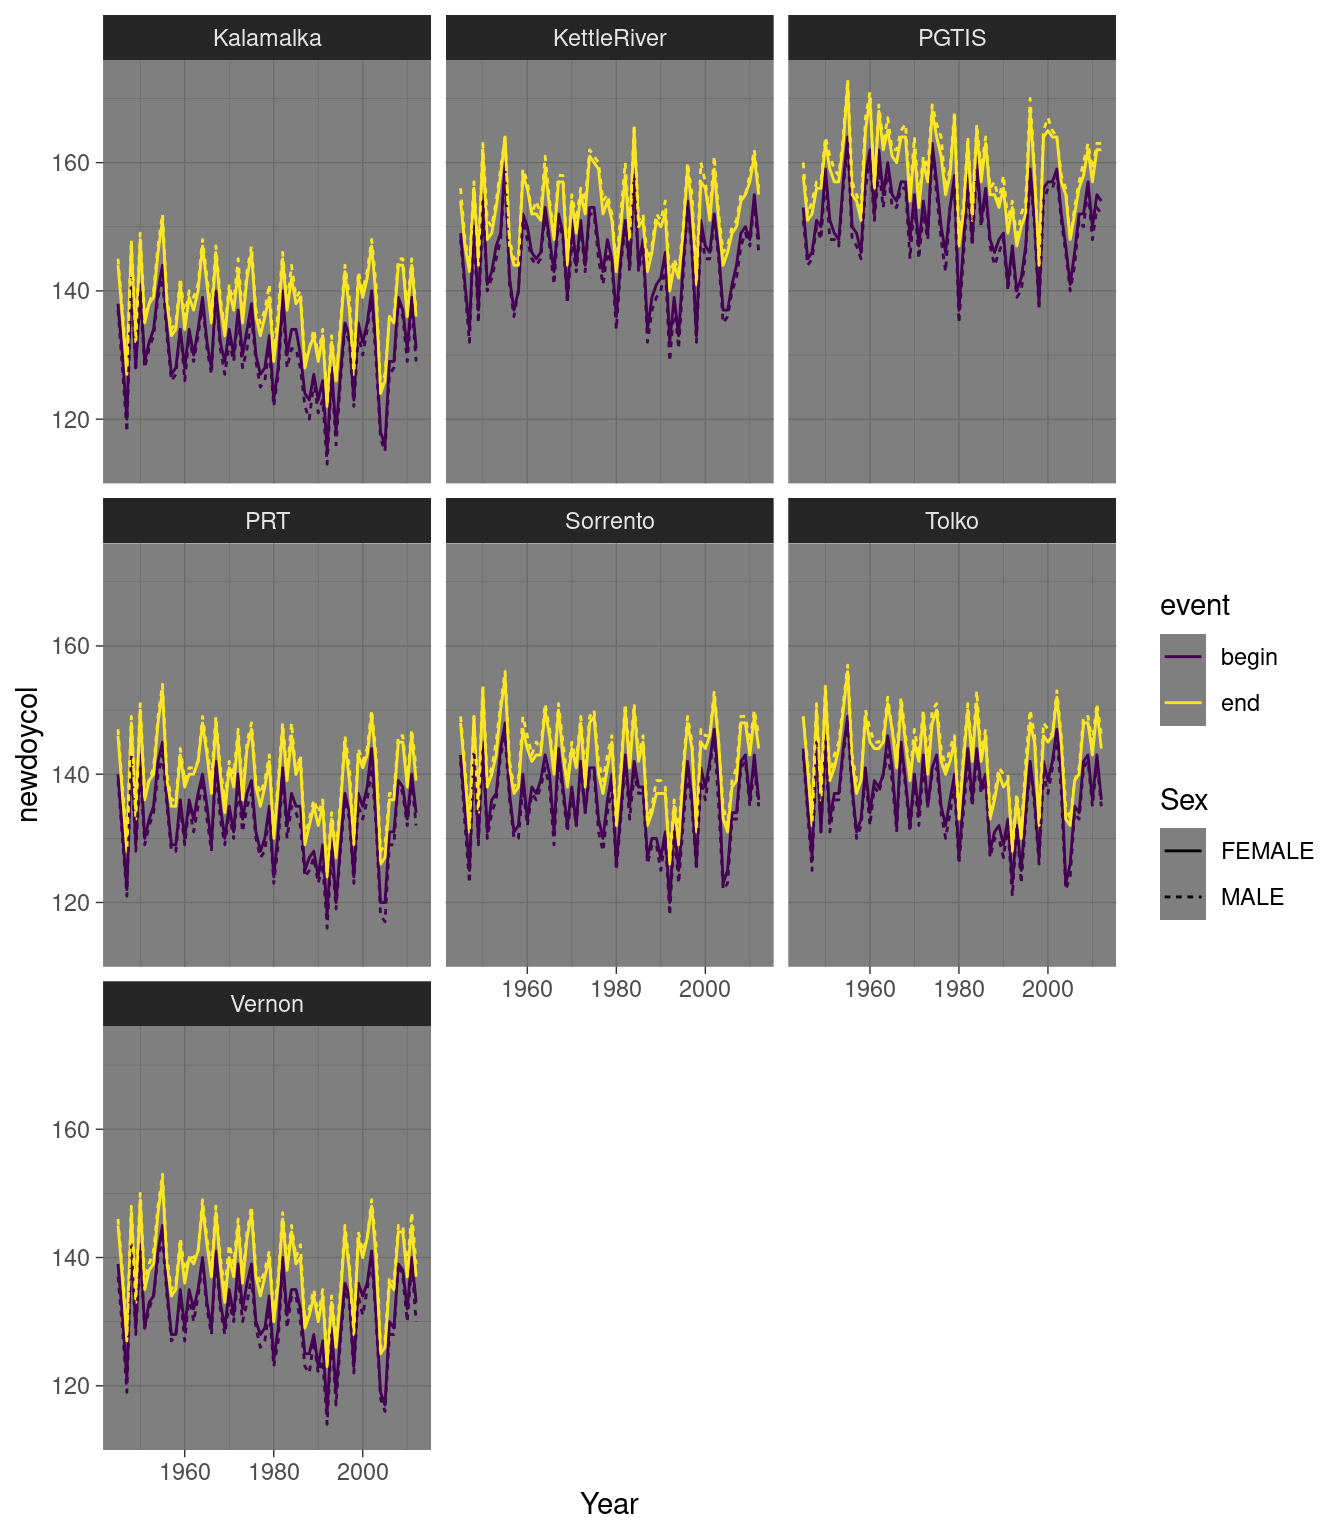 Kalamalka
KettleRiver
PGTIS
160
140
120
PRT
Sorrento
Tolko
160
140
120
1960 1980 2000
1960 1980 2000
Vernon
160
140
120
1960 1980 2000
newdoycol
Year
event
begin
end
Sex
FEMALE
MALE